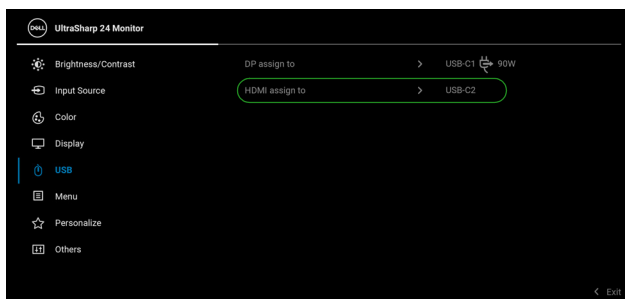 DELL UltraSharp 24 Monitor
Brightness/Contrast
DP assign to > USB-C1 90W
Input Source
HDMI assign to > USB-C2
Color
Display
USB
Menu
Personalize
Others
< Exit